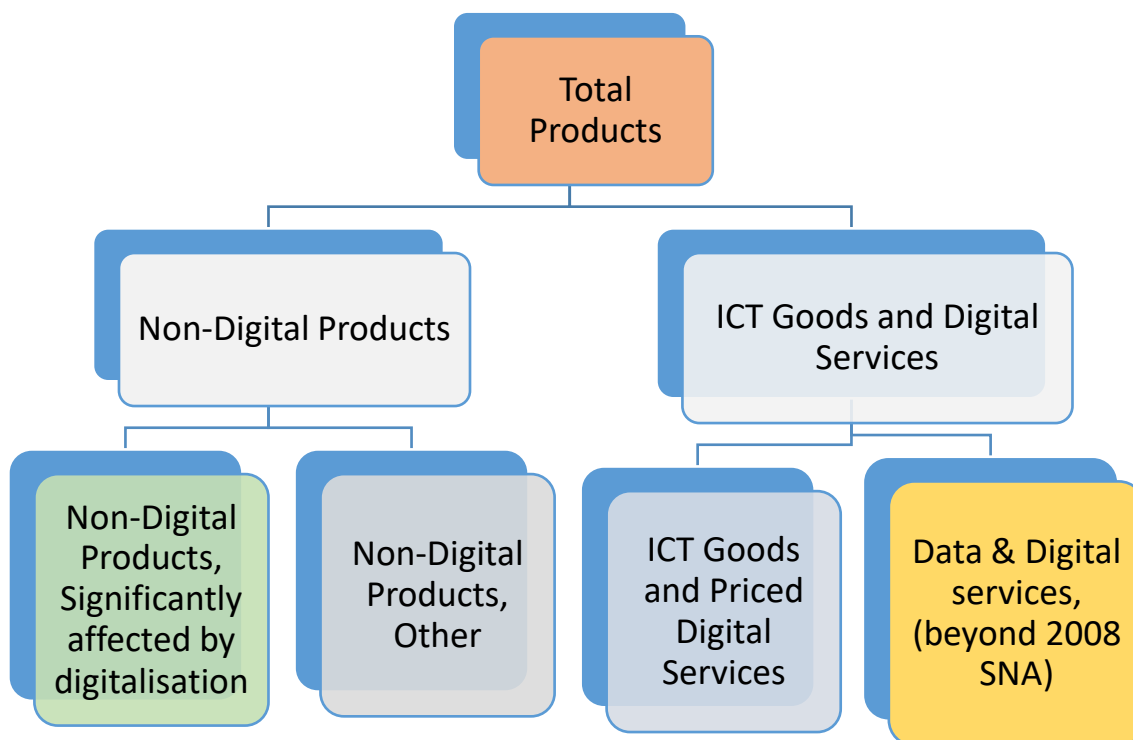 Total
Products
Non-Digital Products
ICT Goods and Digital
Services
Non-Digital
Products,
Significantly
affected by
digitalisation
Non-Digital
Products,
Other
ICT Goods
and Priced
Digital
Services
Data & Digital
services,
(beyond 2008
SNA)